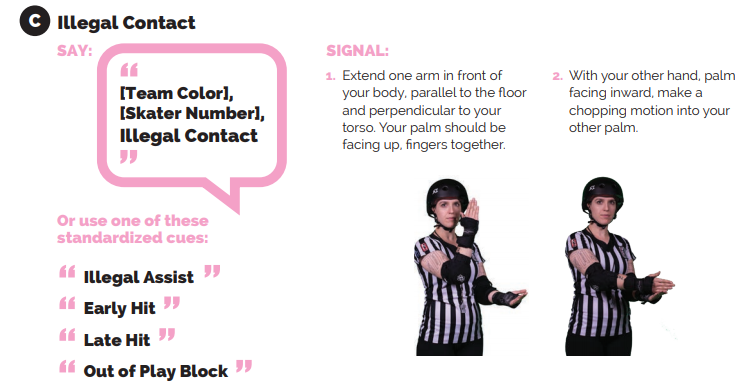 C Illegal Contact
SAY:
“
[Team Color],
[Skater Number],
Illegal Contact
”
Or use one of these
standardized cues:
“ Illegal Assist ”
“ Early Hit ”
“ Late Hit ”
“ Out of Play Block ”
SIGNAL:
1. Extend one arm in front of
your body, parallel to the floor
and perpendicular to your
torso. Your palm should be
facing up, fingers together.
2. With your other hand, palm
facing inward, make a
chopping motion into your
other palm.